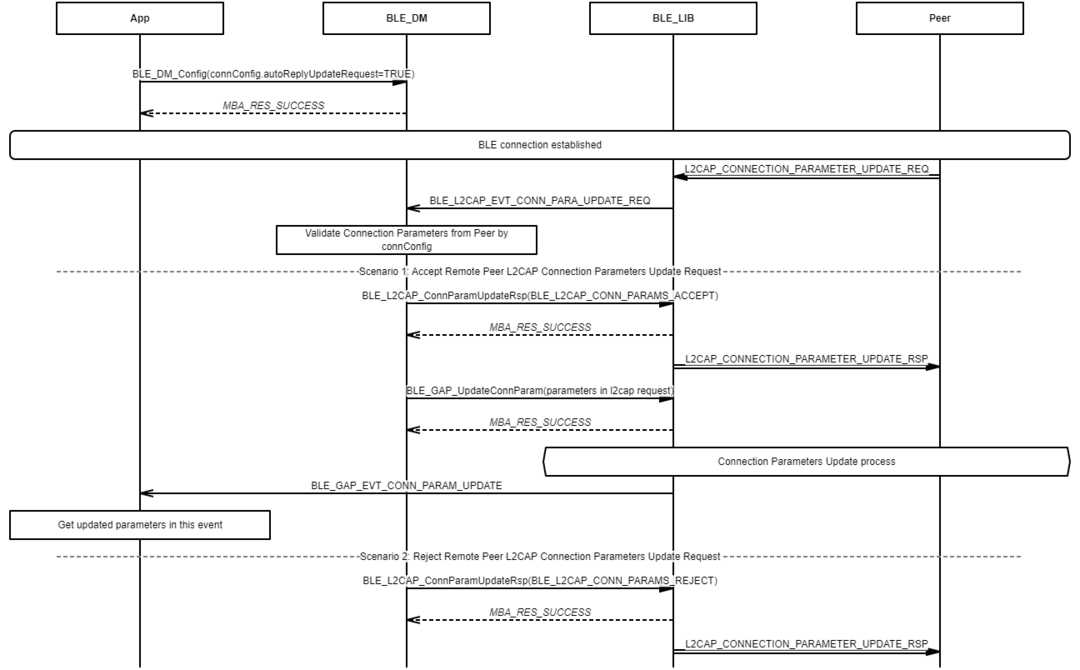 App
BLE_DM
BLE_LIB
Peer
BLE_DM_Config(connConfig.autoReplyUpdateRequest=TRUE)
MBA_RES_SUCCESS
BLE connection established
L2CAP_CONNECTION_PARAMETER_UPDATE_REQ
BLE_L2CAP_EVT_CONN_PARA_UPDATE_REQ
Validate Connection Parameters from Peer by
connConfig
Scenario 1: Accept Remote Peer L2CAP Connection Parameters Update Request
BLE_L2CAP_ConnParamUpdateRsp(BLE_L2CAP_CONN_PARAMS_ACCEPT)
MBA_RES_SUCCESS
L2CAP_CONNECTION_PARAMETER_UPDATE_RSP
BLE_GAP_UpdateConnParam(parameters in l2cap request)
MBA_RES_SUCCESS
Connection Parameters Update process
BLE_GAP_EVT_CONN_PARAM_UPDATE
Get updated parameters in this event
Scenario 2: Reject Remote Peer L2CAP Connection Parameters Update Request
BLE_L2CAP_ConnParamUpdateRsp(BLE_L2CAP_CONN_PARAMS_REJECT)
MBA_RES_SUCCESS
L2CAP_CONNECTION_PARAMETER_UPDATE_RSP